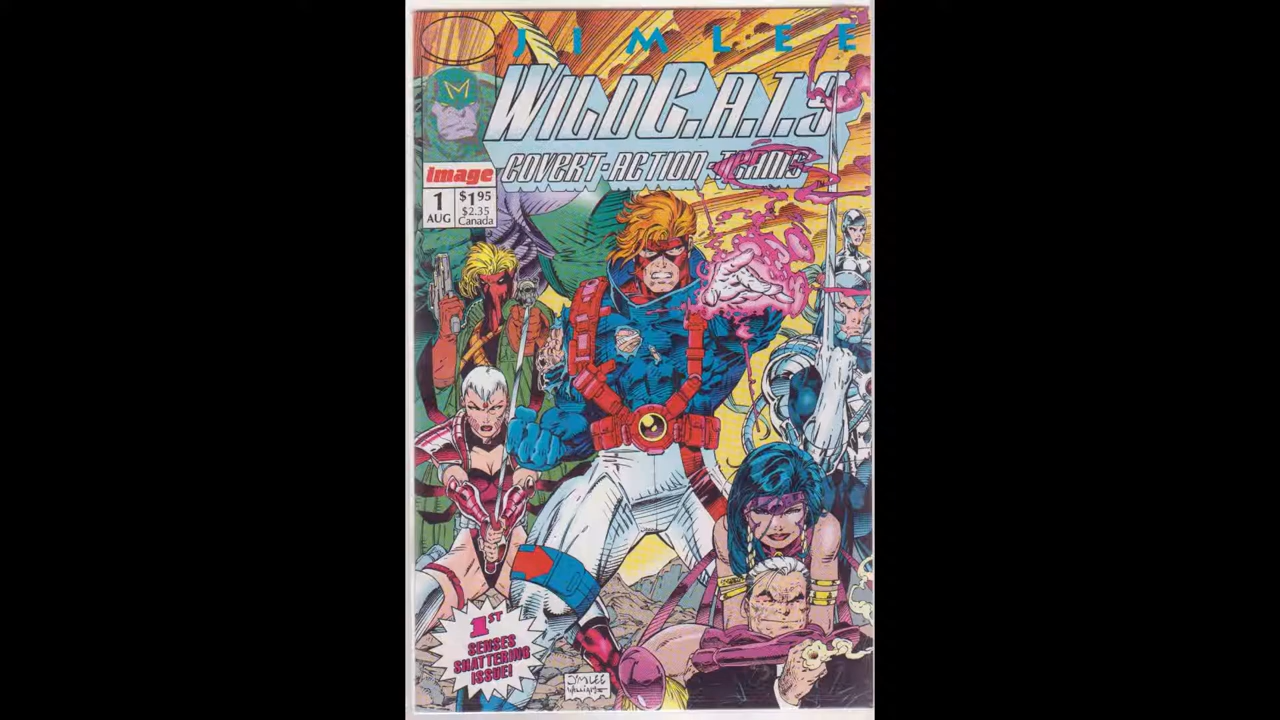 JIM LEE
WILDC.A.T.S
COVERT-ACTION-TEAMS
M
image
1
AUG
$1.95
$2.35
Canada
1ST
SENSES
SHATTERING
ISSUE!
JIM LEE
WILLIAMS